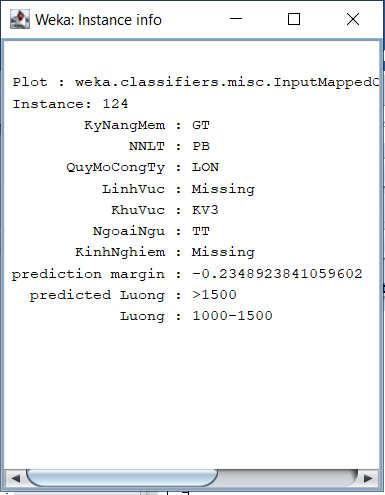 Weka: Instance info
Plot : weka.classifiers.misc.InputMappedC
Instance: 124
KyNangMem : GT
NNLT : PB
QuyMoCongTy : LON
LinhVuc : Missing
KhuVuc : KV3
NgoaiNgu : TT
KinhNghiem : Missing
prediction margin : -0.2348923841059602
predicted Luong : >1500
Luong : 1000-1500